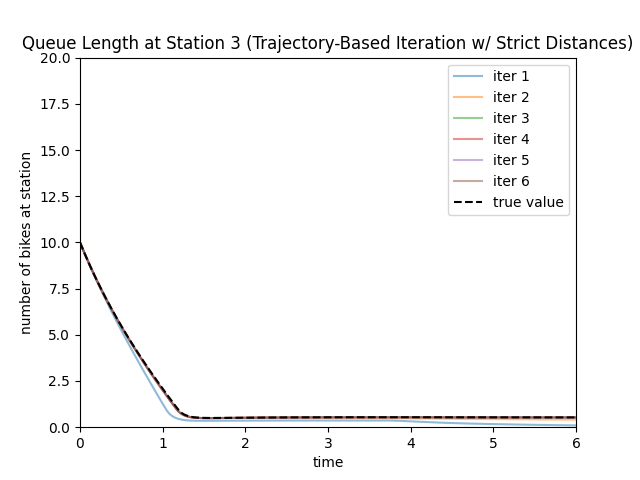 Queue Length at Station 3 (Trajectory-Based Iteration w/ Strict Distances)
20.0
17.5
15.0
12.5
10.0
7.5
5.0
2.5
0.0
number of bikes at station
0 1 2 3 4 5 6
time
iter 1
iter 2
iter 3
iter 4
iter 5
iter 6
true value